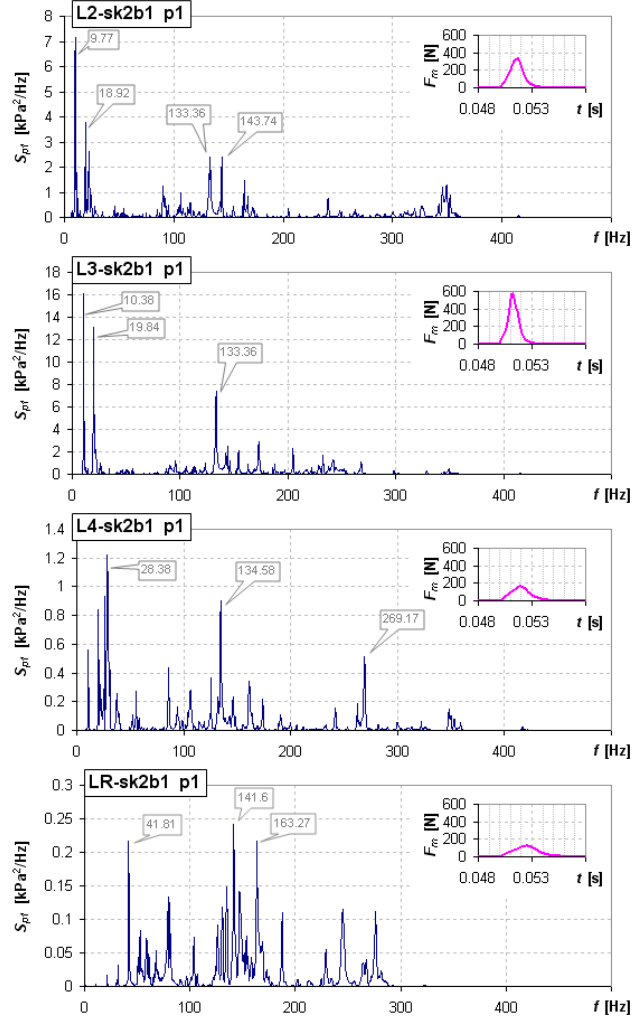 L2-sk2b1 p1
S_pf [kPa²/Hz]
8
7
6
5
4
3
2
1
0
9.77
18.92
133.36
143.74
F_m [N]
600
400
200
0
0.048 0.053 t [s]
0 100 200 300 400
f [Hz]
L3-sk2b1 p1
S_pf [kPa²/Hz]
18
16
14
12
10
8
6
4
2
0
10.38
19.84
133.36
F_m [N]
600
400
200
0
0.048 0.053 t [s]
0 100 200 300 400
f [Hz]
L4-sk2b1 p1
S_pf [kPa²/Hz]
1.4
1.2
1
0.8
0.6
0.4
0.2
0
28.38
134.58
269.17
F_m [N]
600
400
200
0
0.048 0.053 t [s]
0 100 200 300 400
f [Hz]
LR-sk2b1 p1
S_pf [kPa²/Hz]
0.3
0.25
0.2
0.15
0.1
0.05
0
41.81
141.6
163.27
F_m [N]
600
400
200
0
0.048 0.053 t [s]
0 100 200 300 400
f [Hz]